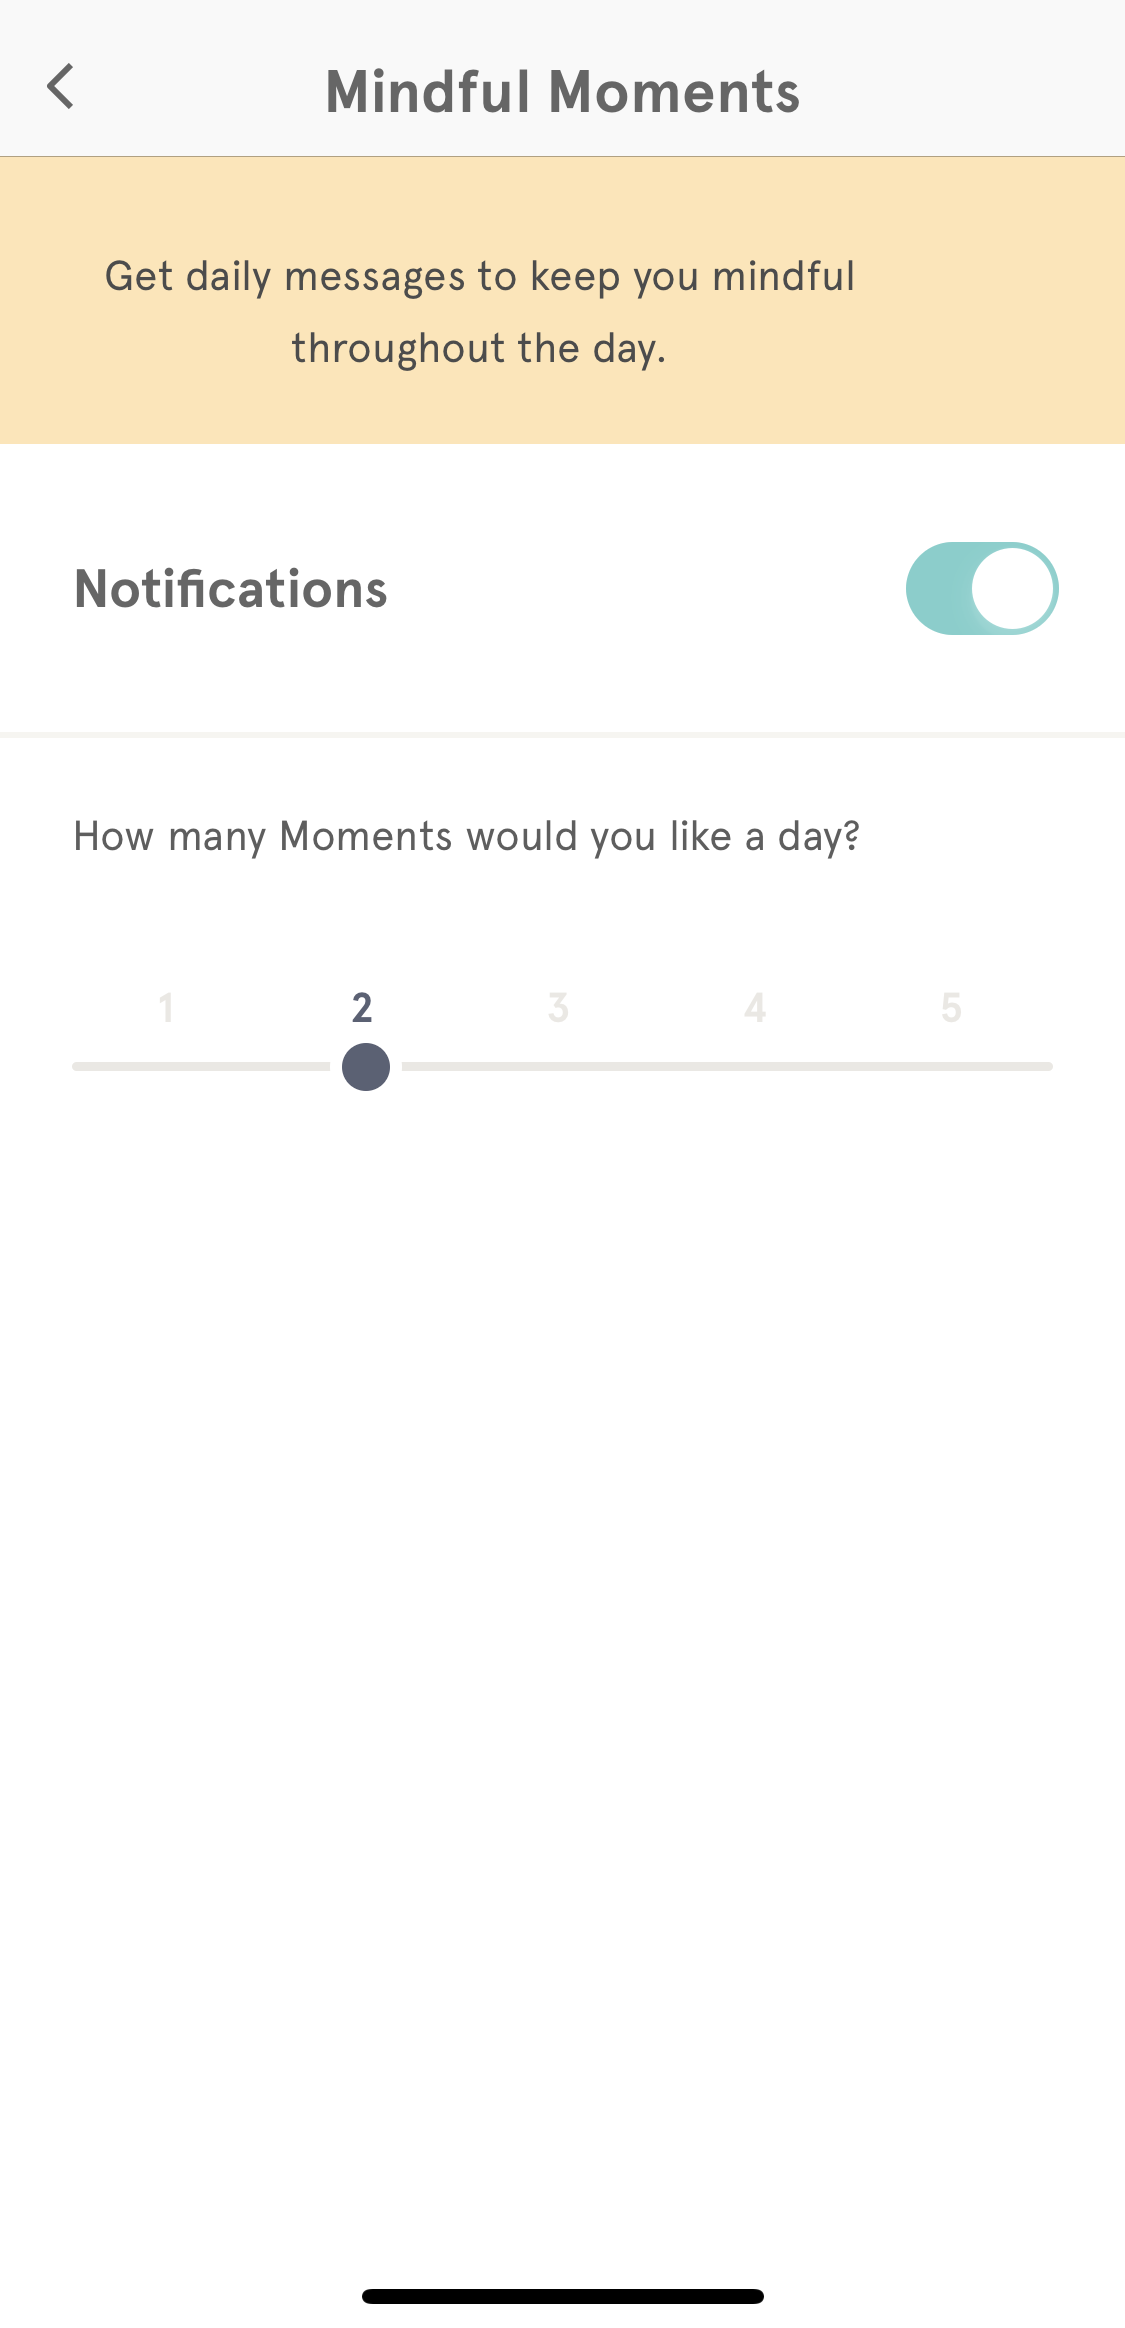 Mindful Moments
Get daily messages to keep you mindful
throughout the day.
Notifications
How many Moments would you like a day?
1 2 3 4 5